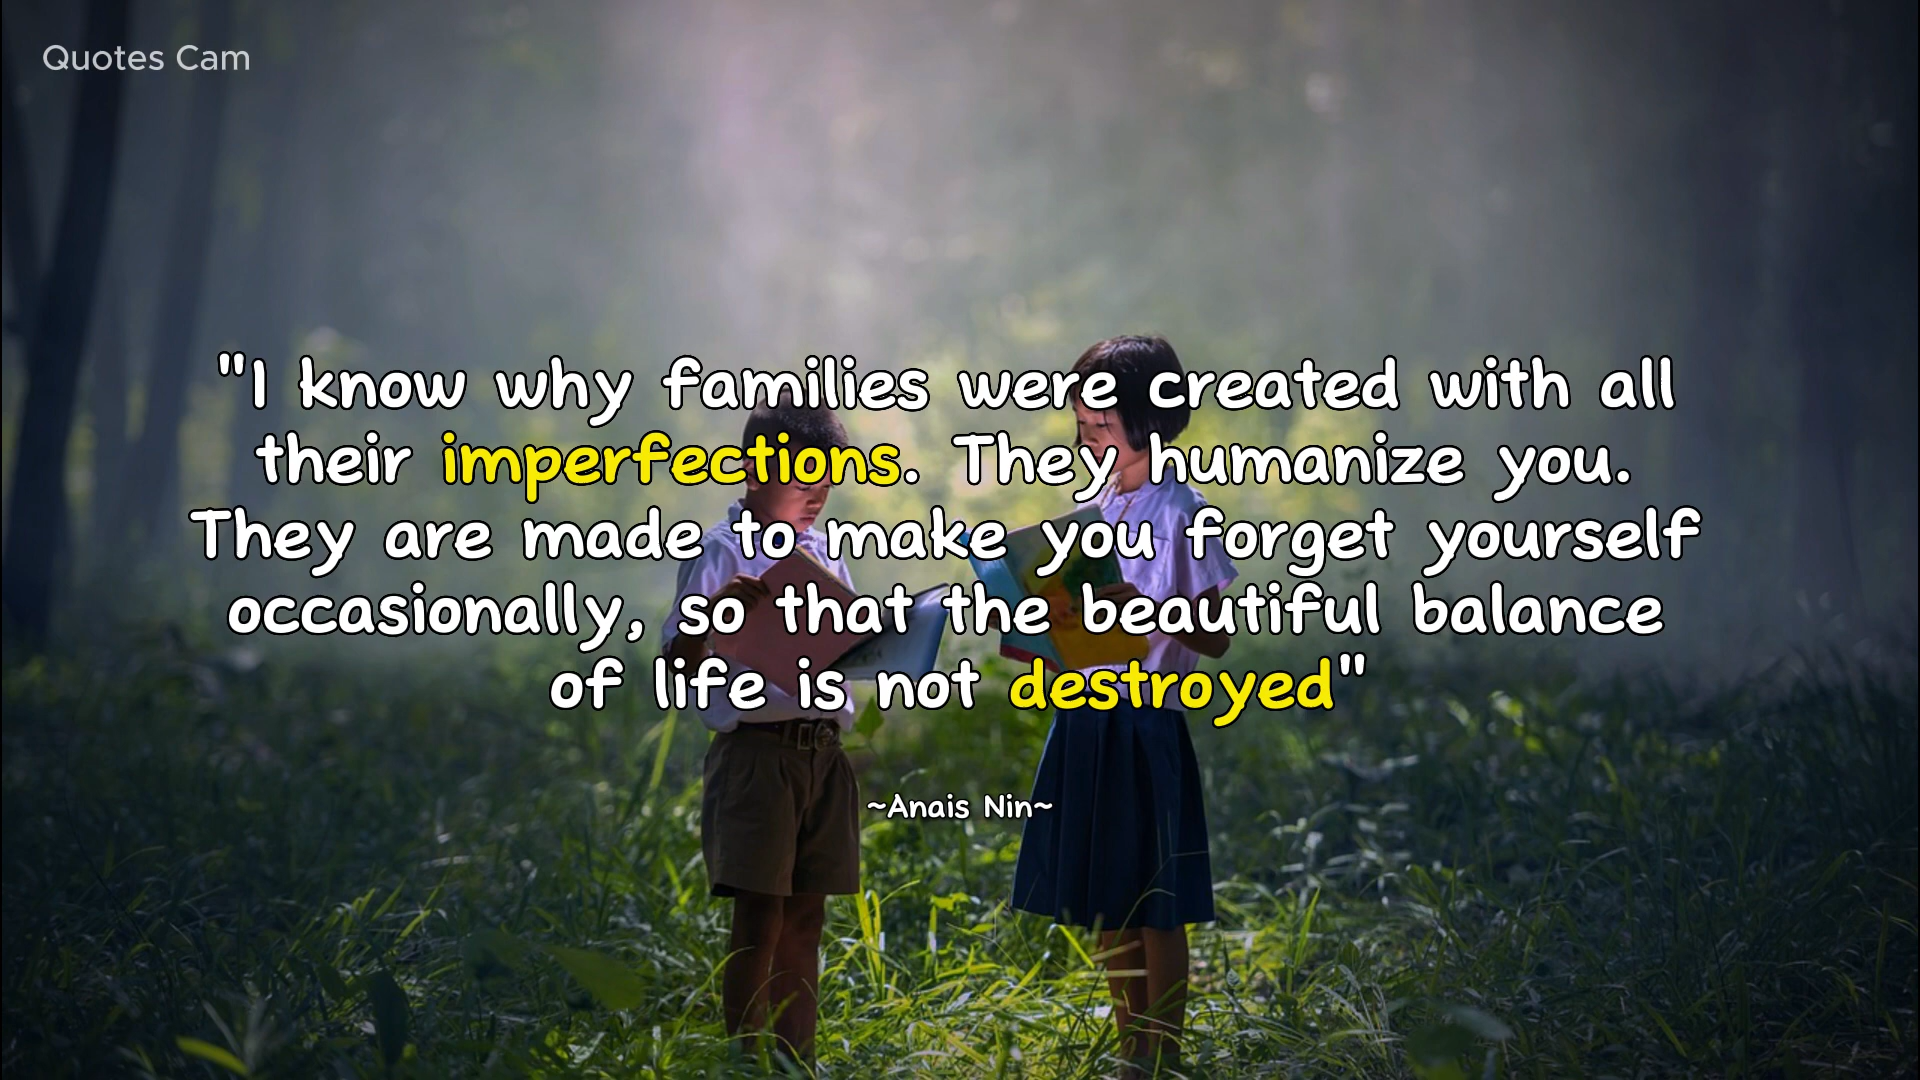 Quotes Cam
"I know why families were created with all
their imperfections. They humanize you.
They are made to make you forget yourself
occasionally, so that the beautiful balance
of life is not destroyed"
~Anais Nin~